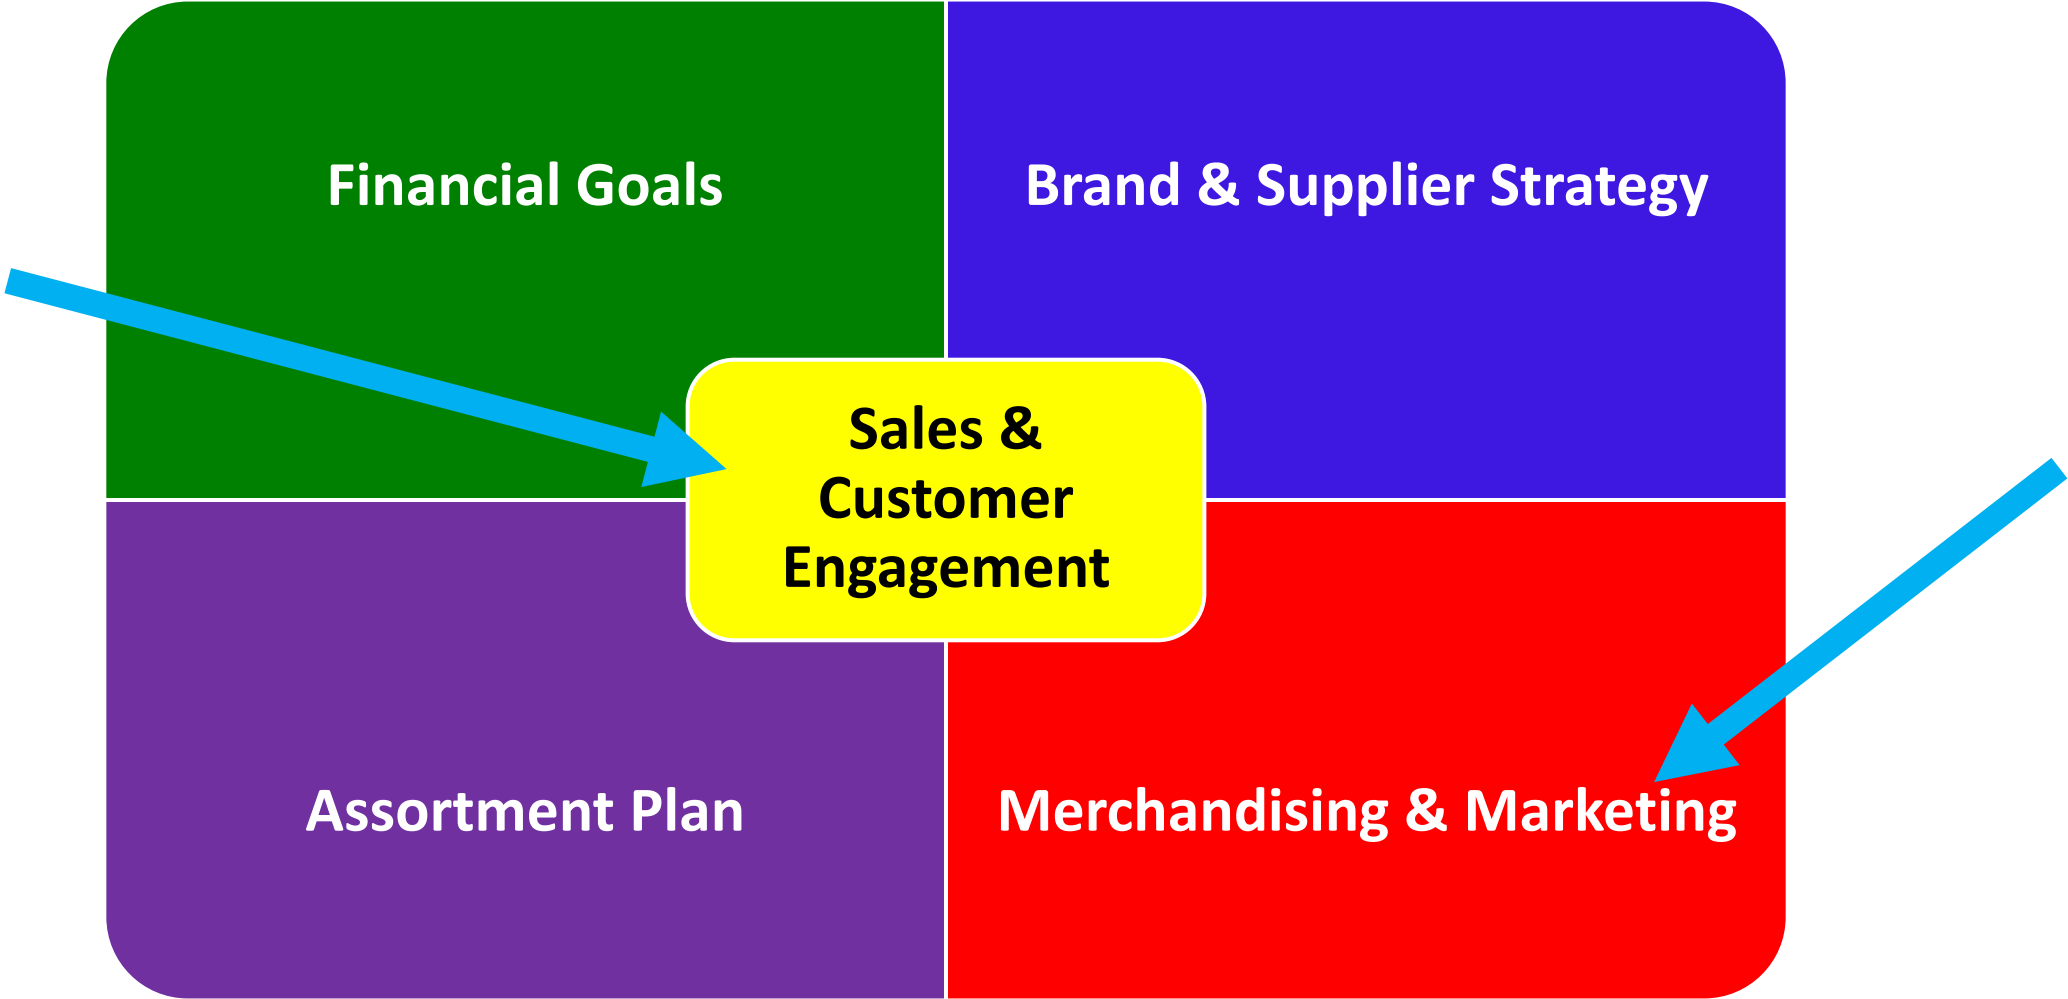 Financial Goals
Brand & Supplier Strategy
Sales &
Customer
Engagement
Assortment Plan
Merchandising & Marketing